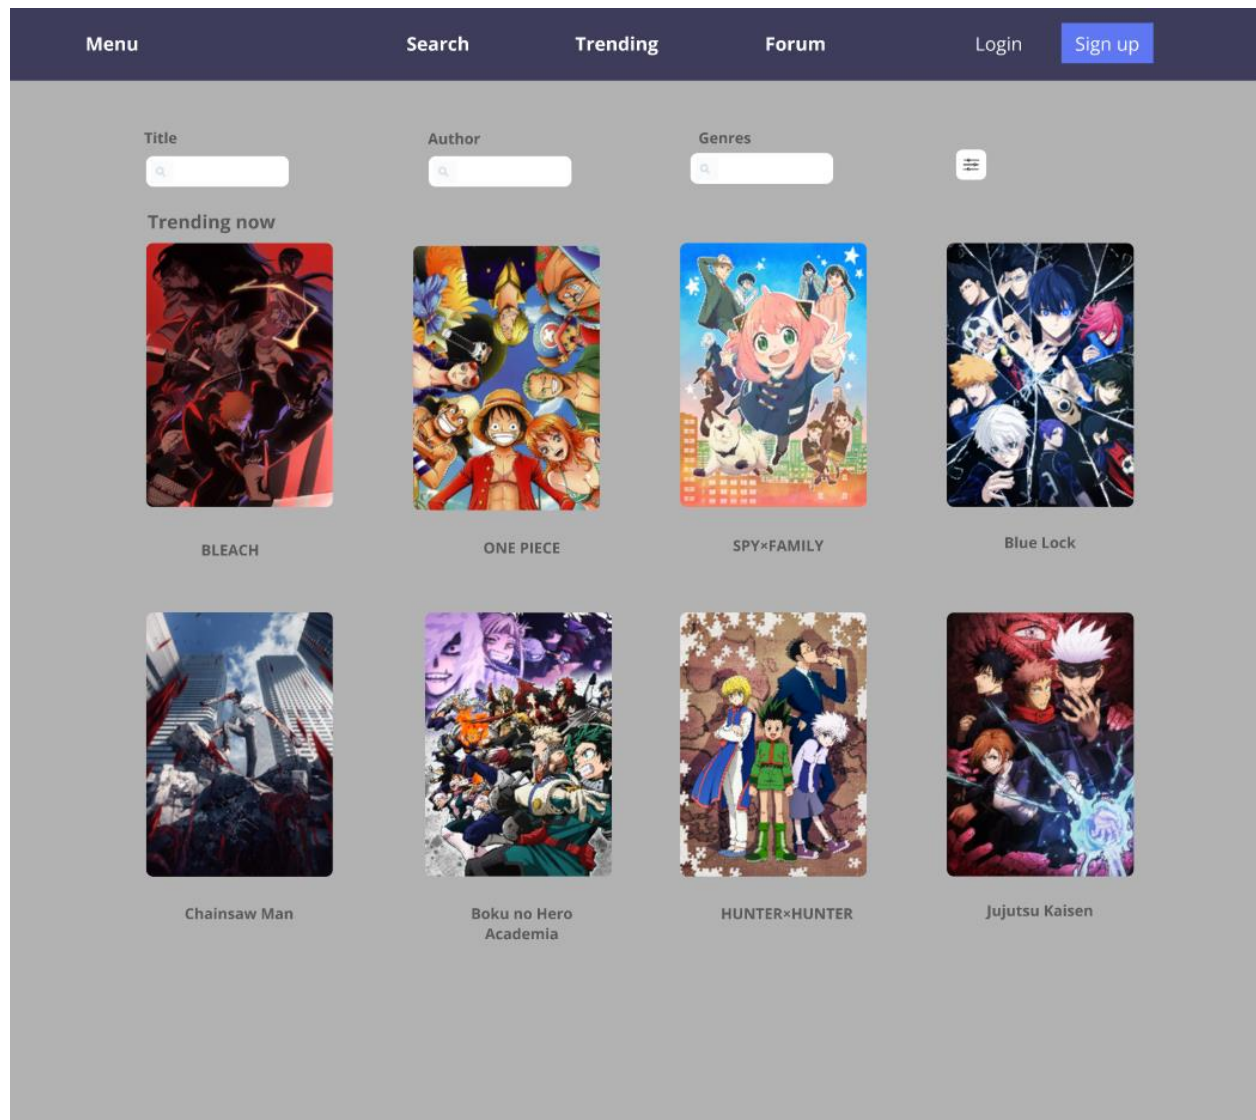 Menu Search Trending Forum Login Sign up
Title Author Genres
Trending now
BLEACH ONE PIECE SPY×FAMILY Blue Lock
Chainsaw Man Boku no Hero HUNTER×HUNTER Jujutsu Kaisen
Academia